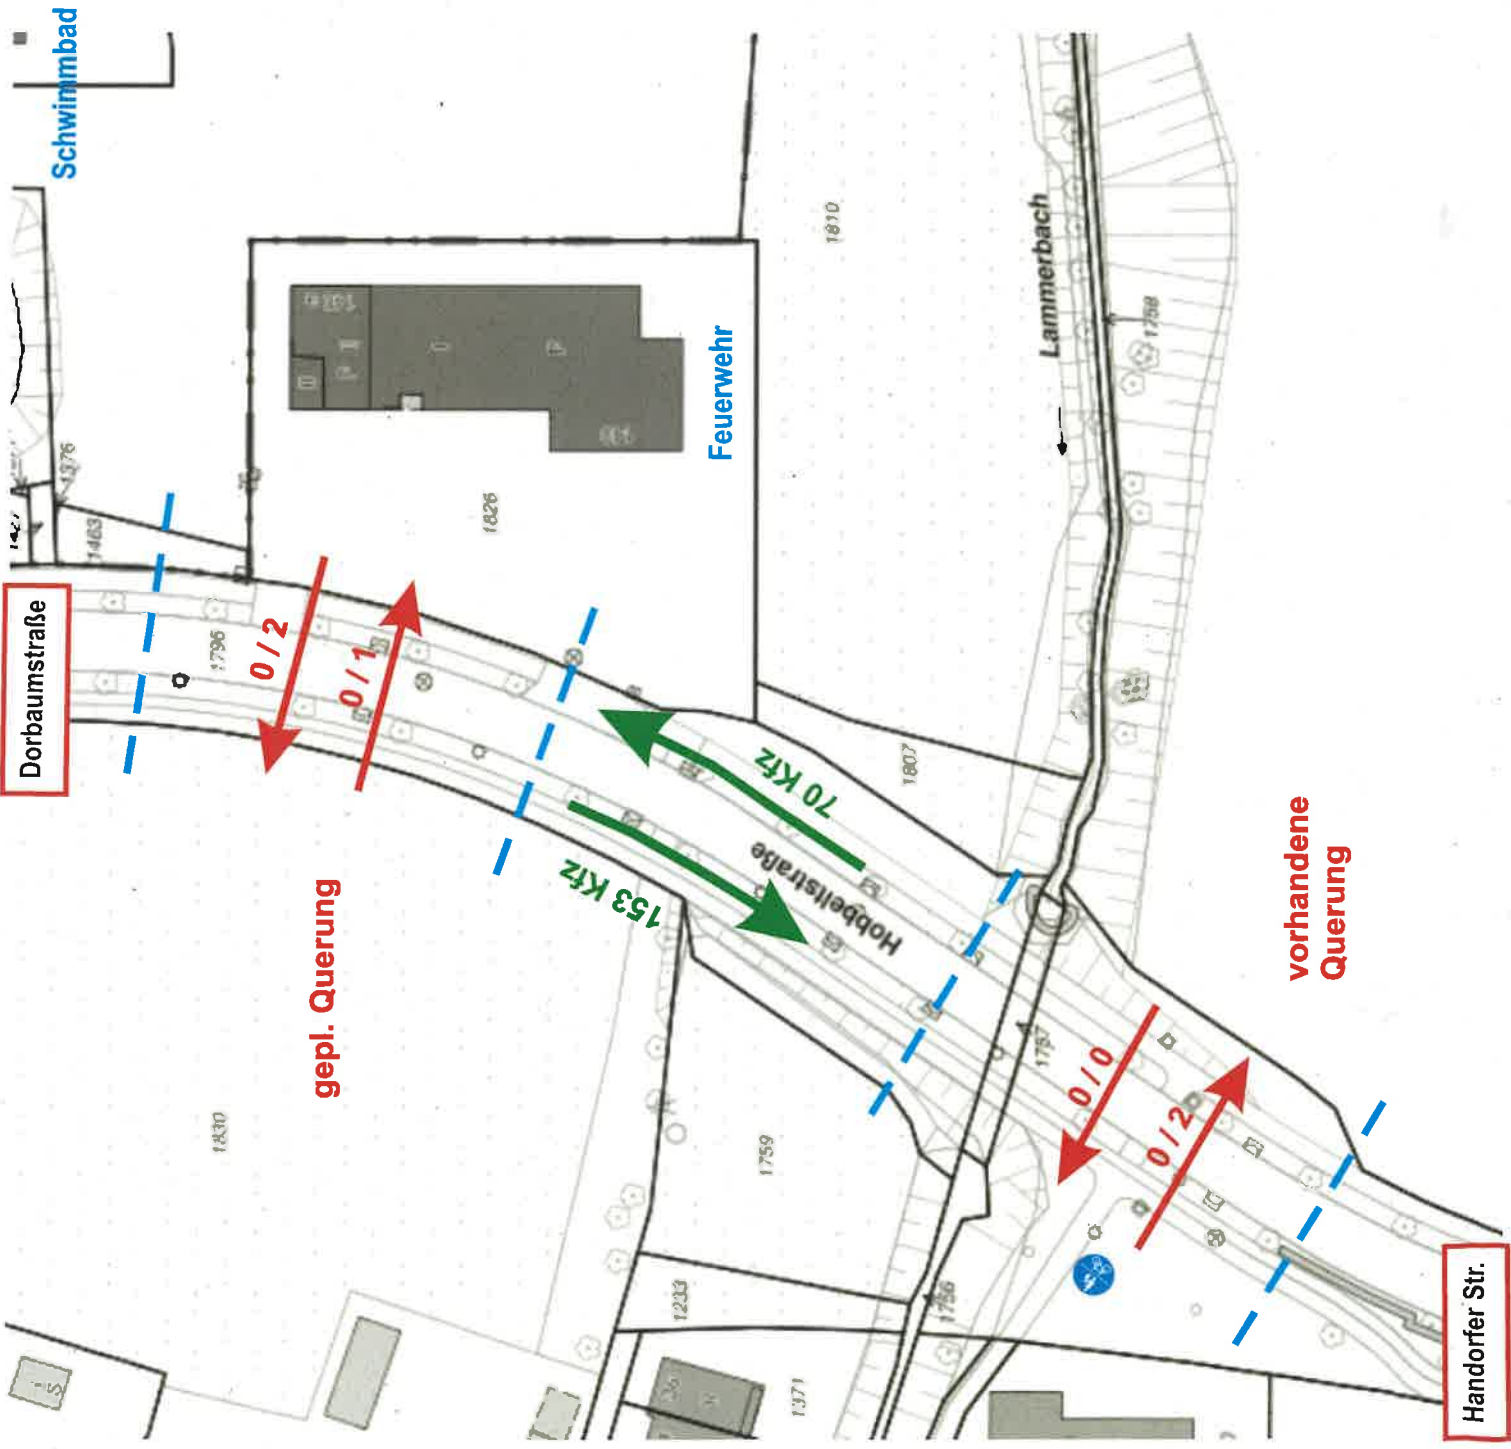 Schwimmbad
Dorbaumstraße
1376
1463
1796
0 / 2
0 / 1
1826
Feuerwehr
1810
Lammerbach
1758
1807
70 Kfz
153 Kfz
Hobbeltstraße
gepl. Querung
1830
1759
1757
0 / 0
0 / 2
vorhandene
Querung
1233
1756
1371
Handorfer Str.